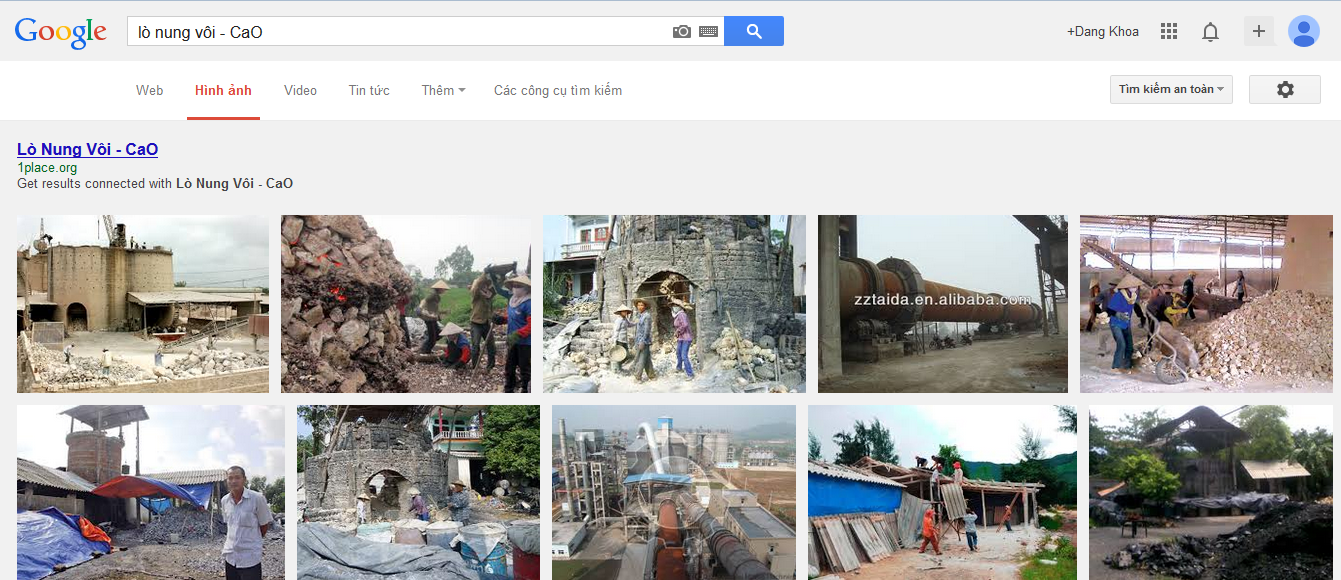 Google
lò nung vôi - CaO
+Dang Khoa
Web
Hình ảnh
Video
Tin tức
Thêm
Các công cụ tìm kiếm
Tìm kiếm an toàn
Lò Nung Vôi - CaO
1place.org
Get results connected with Lò Nung Vôi - CaO
zztaida.en.alibaba.com